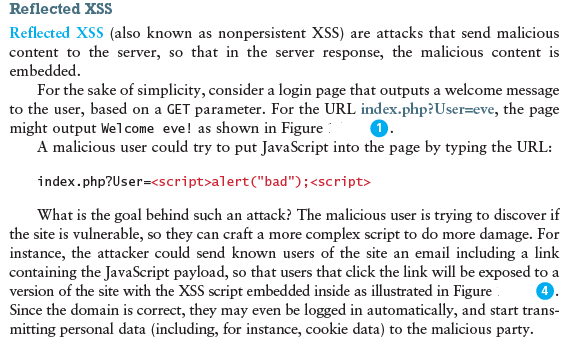 Reflected XSS
Reflected XSS (also known as nonpersistent XSS) are attacks that send malicious
content to the server, so that in the server response, the malicious content is
embedded.
For the sake of simplicity, consider a login page that outputs a welcome message
to the user, based on a GET parameter. For the URL index.php?User=eve, the page
might output Welcome eve! as shown in Figure 1.
A malicious user could try to put JavaScript into the page by typing the URL:
index.php?User=<script>alert("bad");<script>
What is the goal behind such an attack? The malicious user is trying to discover if
the site is vulnerable, so they can craft a more complex script to do more damage. For
instance, the attacker could send known users of the site an email including a link
containing the JavaScript payload, so that users that click the link will be exposed to a
version of the site with the XSS script embedded inside as illustrated in Figure 4.
Since the domain is correct, they may even be logged in automatically, and start trans-
mitting personal data (including, for instance, cookie data) to the malicious party.